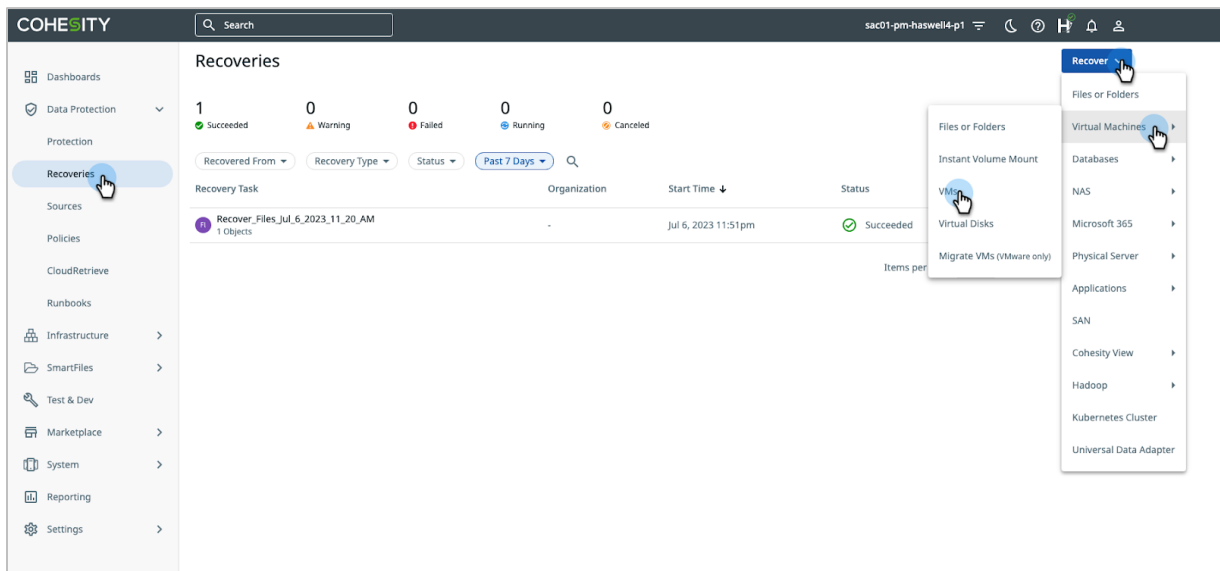 COHESITY
Search
sac01-pm-haswell4-p1
H
Dashboards
Data Protection
Protection
Recoveries
Sources
Policies
CloudRetrieve
Runbooks
Infrastructure
SmartFiles
Test & Dev
Marketplace
System
Reporting
Settings
Recoveries
1 0 0 0 0
Succeeded Warning Failed Running Canceled
Recovered From Recovery Type Status Past 7 Days
Recovery Task Organization Start Time Status
R Recover_Files_Jul_6_2023_11_20_AM - Jul 6, 2023 11:51pm Succeeded
1 Objects
Items per
Files or Folders
Instant Volume Mount
VMs
Virtual Disks
Migrate VMs (VMware only)
Recover
Files or Folders
Virtual Machines
Databases
NAS
Microsoft 365
Physical Server
Applications
SAN
Cohesity View
Hadoop
Kubernetes Cluster
Universal Data Adapter